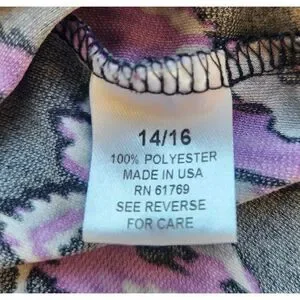 14/16
100% POLYESTER
MADE IN USA
RN 61769
SEE REVERSE
FOR CARE